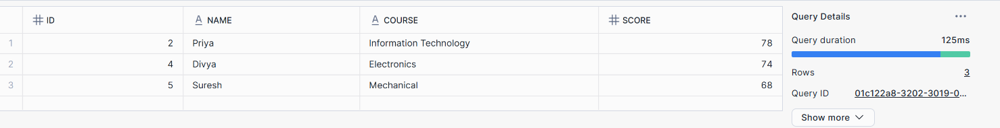 ID NAME COURSE SCORE
1 2 Priya Information Technology 78
2 4 Divya Electronics 74
3 5 Suresh Mechanical 68
Query Details ...
Query duration 125ms
Rows 3
Query ID 01c122a8-3202-3019-0...
Show more